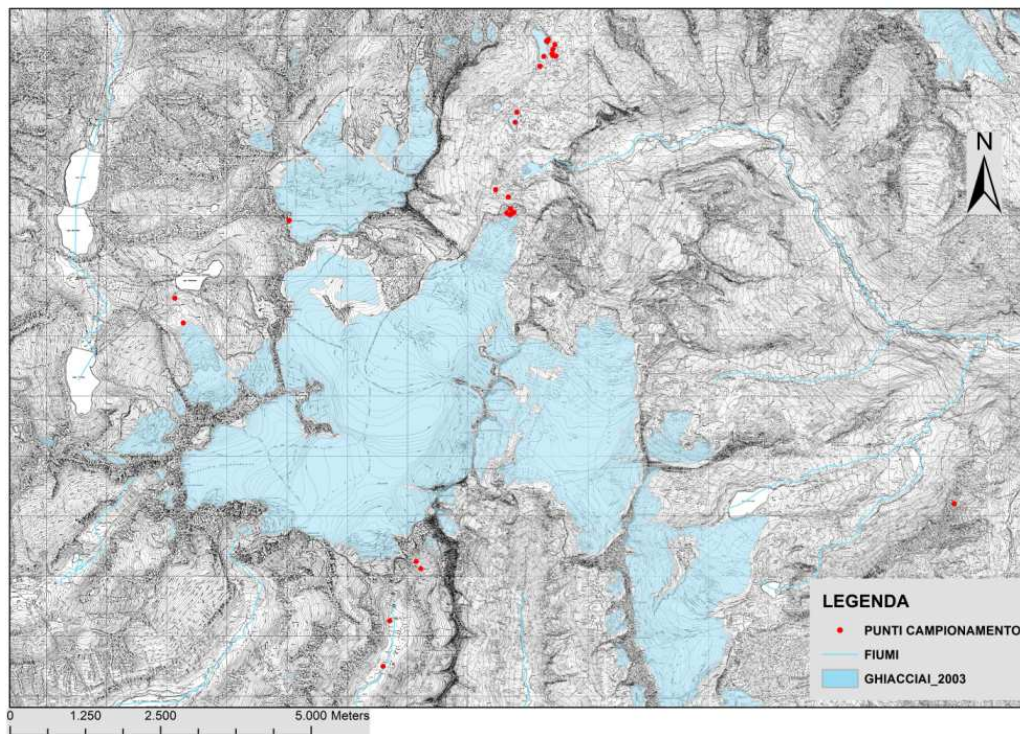 N
LEGENDA
PUNTI CAMPIONAMENTO
FIUMI
GHIACCIAI_2003
0 1.250 2.500 5.000 Meters